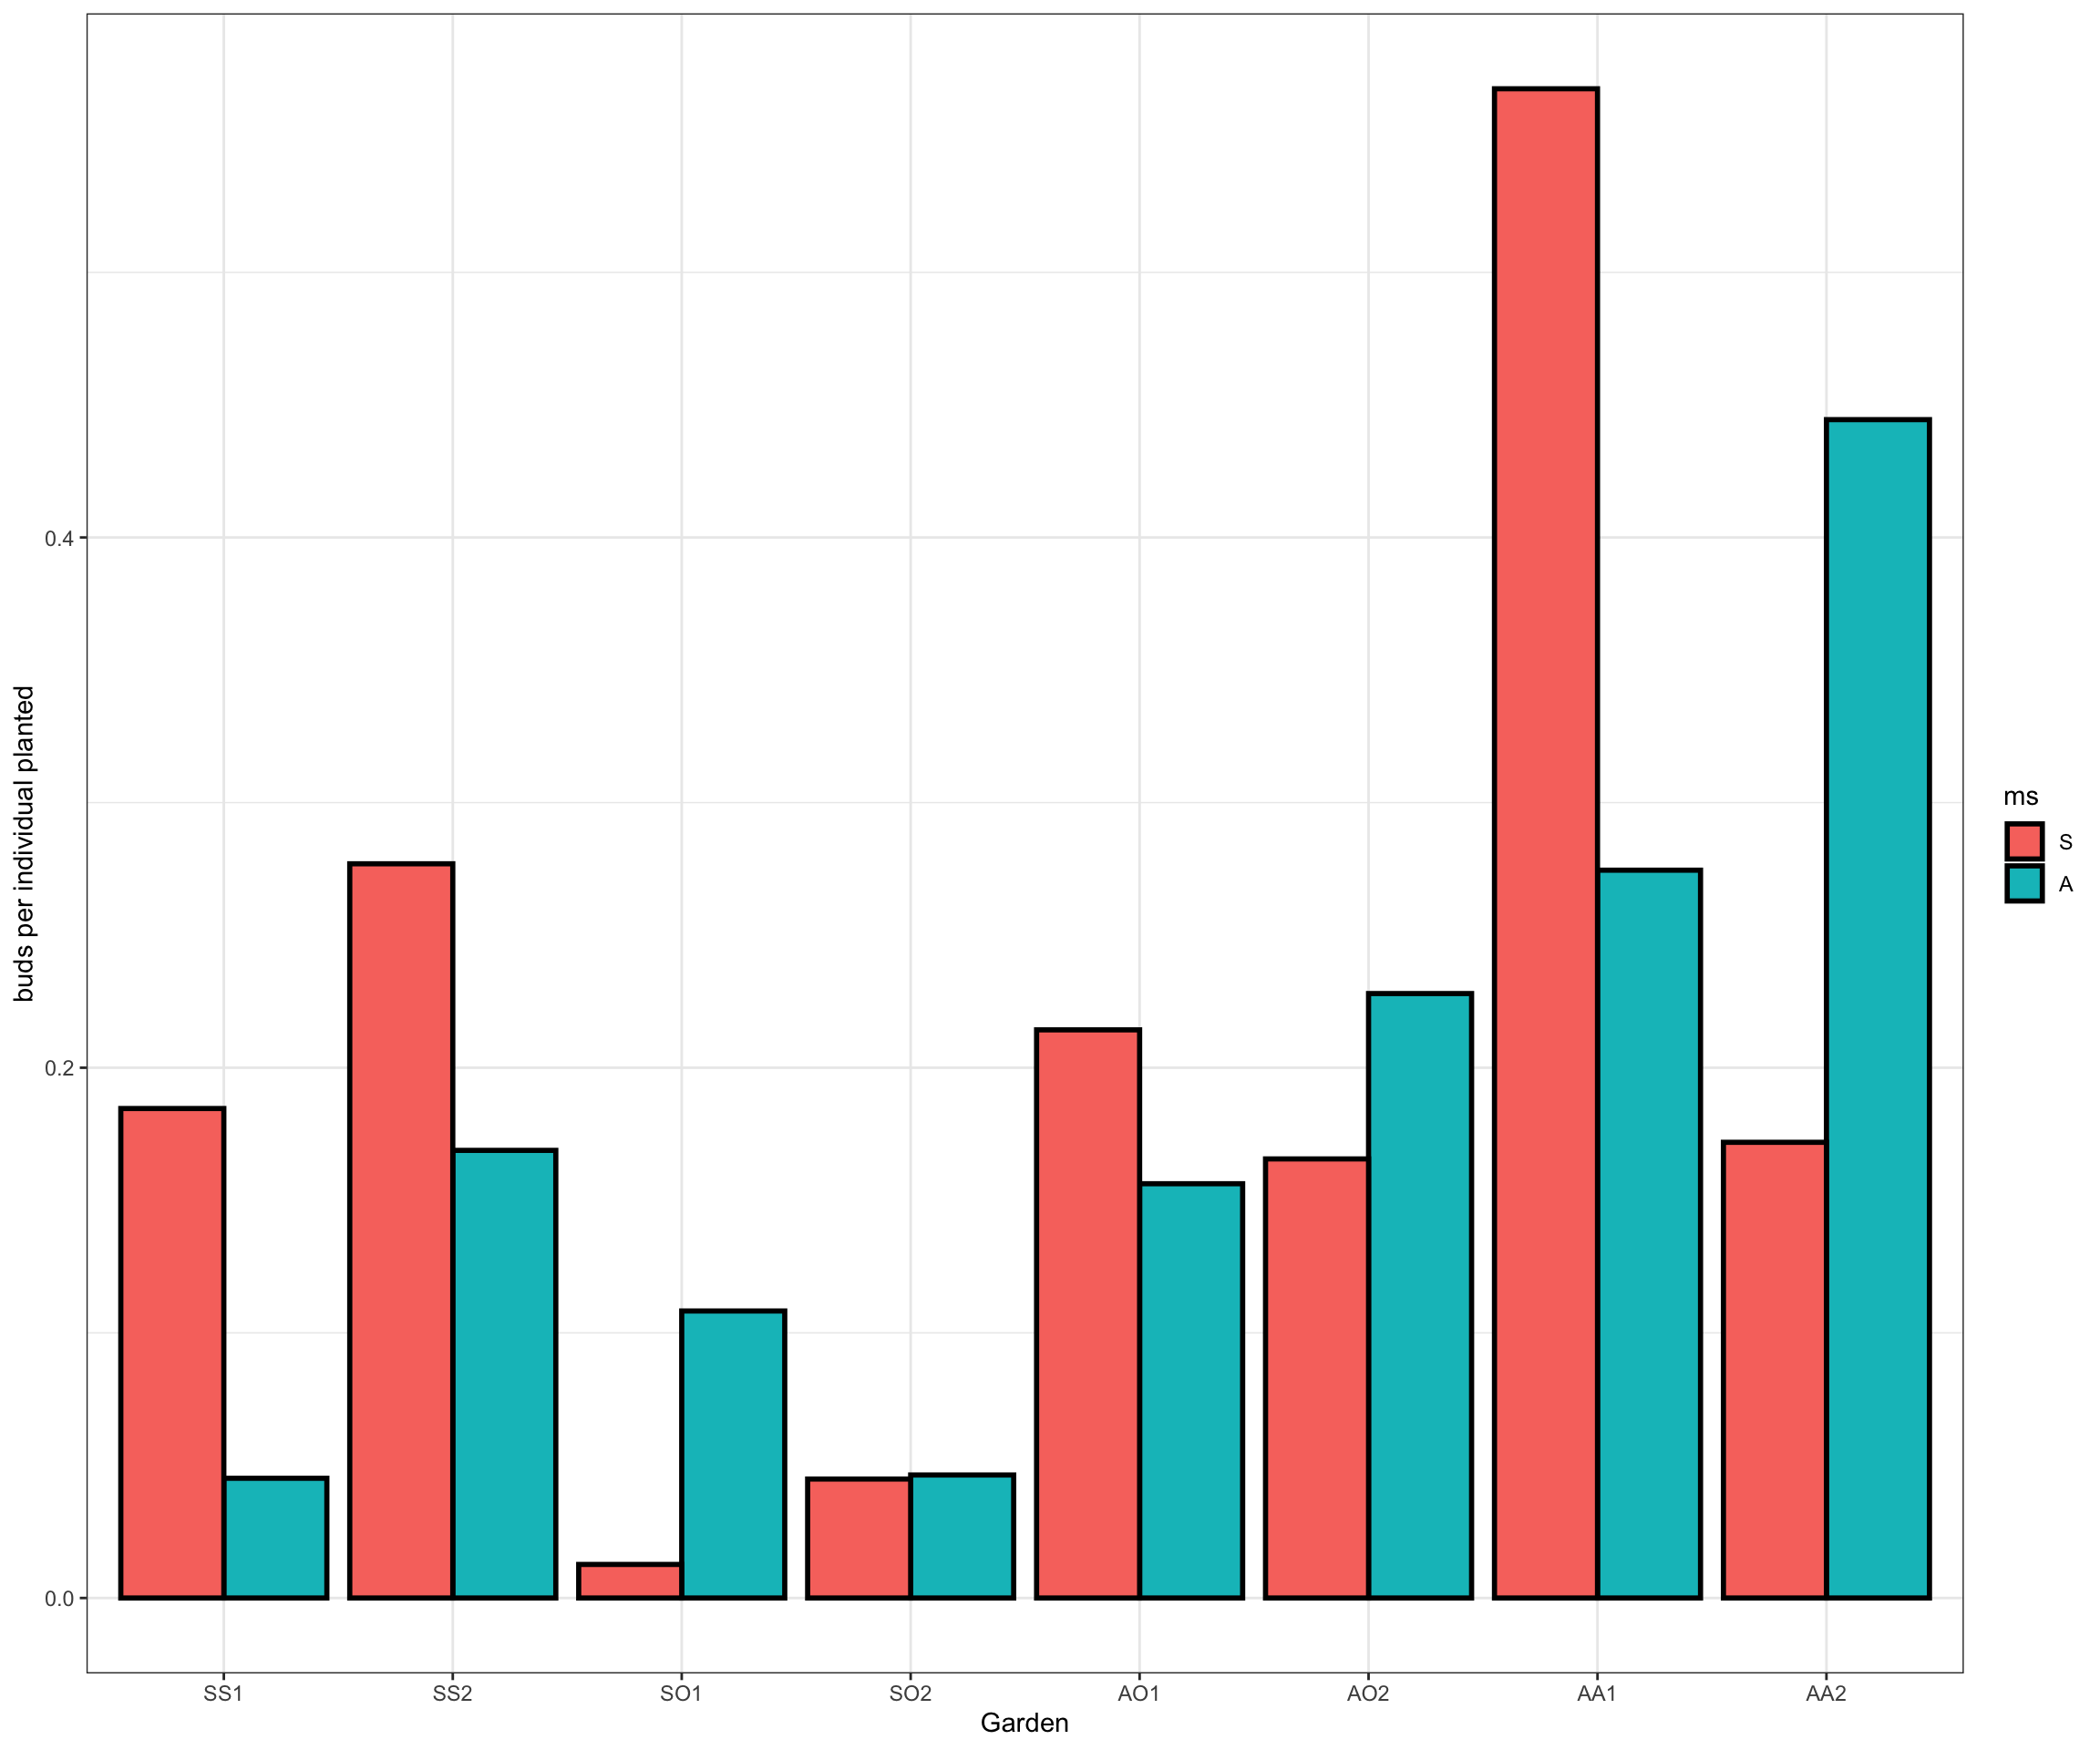 buds per individual planted
0.4
0.2
0.0
SS1 SS2 SO1 SO2 AO1 AO2 AA1 AA2
Garden
ms
S
A